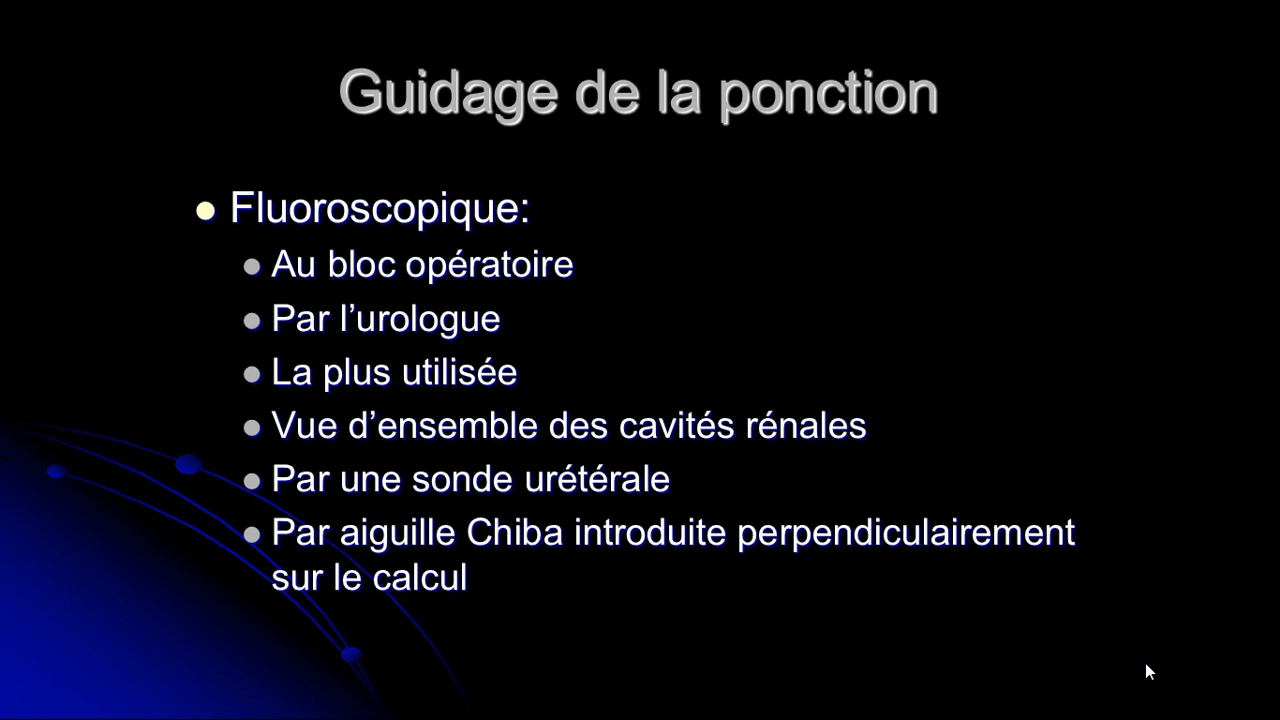 Guidage de la ponction
Fluoroscopique:
Au bloc opératoire
Par l’urologue
La plus utilisée
Vue d’ensemble des cavités rénales
Par une sonde urétérale
Par aiguille Chiba introduite perpendiculairement
sur le calcul